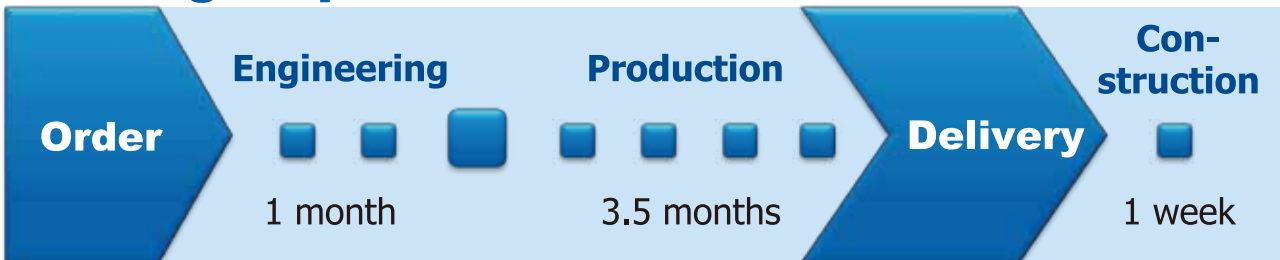 Order
Engineering
1 month
Production
3.5 months
Delivery
Con-
struction
1 week